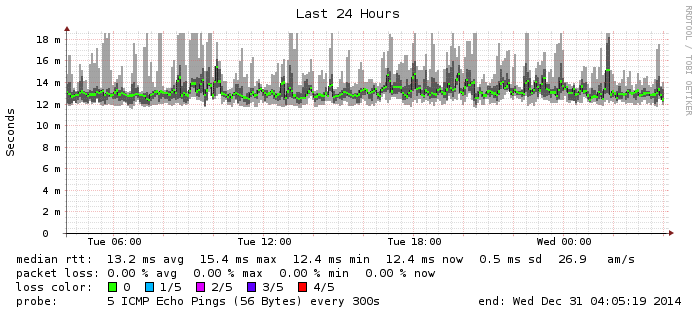 Last 24 Hours
RRDTOOL / TOBI OETIKER
Seconds
18 m
16 m
14 m
12 m
10 m
8 m
6 m
4 m
2 m
0
Tue 06:00 Tue 12:00 Tue 18:00 Wed 00:00
median rtt: 13.2 ms avg 15.4 ms max 12.4 ms min 12.4 ms now 0.5 ms sd 26.9 am/s
packet loss: 0.00 % avg 0.00 % max 0.00 % min 0.00 % now
loss color: 0 1/5 2/5 3/5 4/5
probe: 5 ICMP Echo Pings (56 Bytes) every 300s end: Wed Dec 31 04:05:19 2014